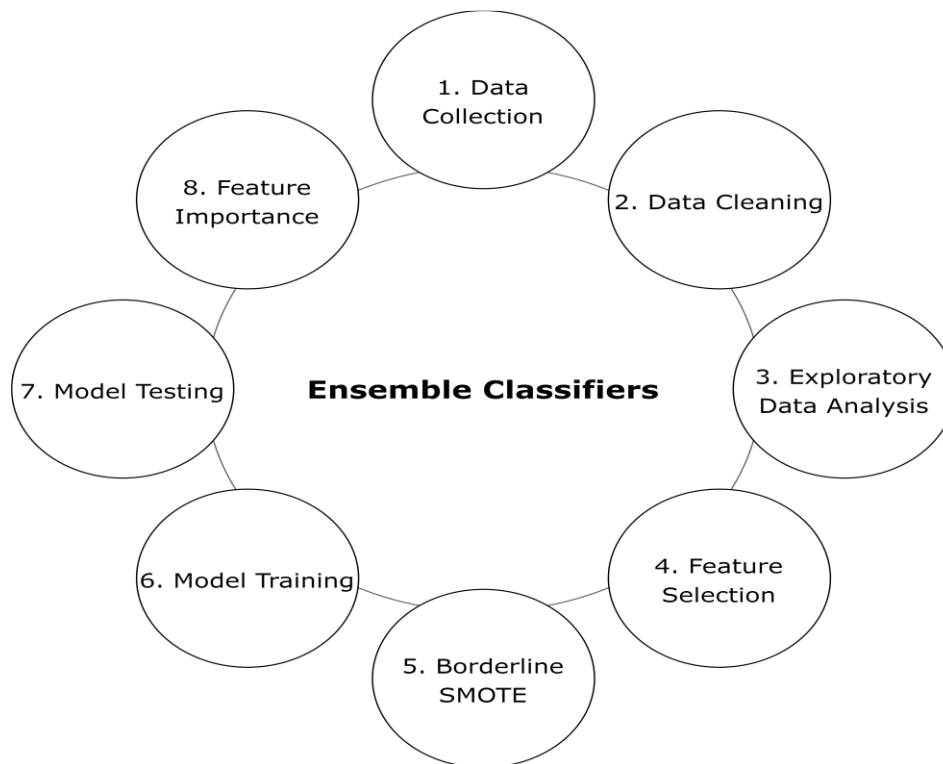 1. Data
Collection
2. Data Cleaning
3. Exploratory
Data Analysis
4. Feature
Selection
5. Borderline
SMOTE
6. Model Training
7. Model Testing
8. Feature
Importance
Ensemble Classifiers